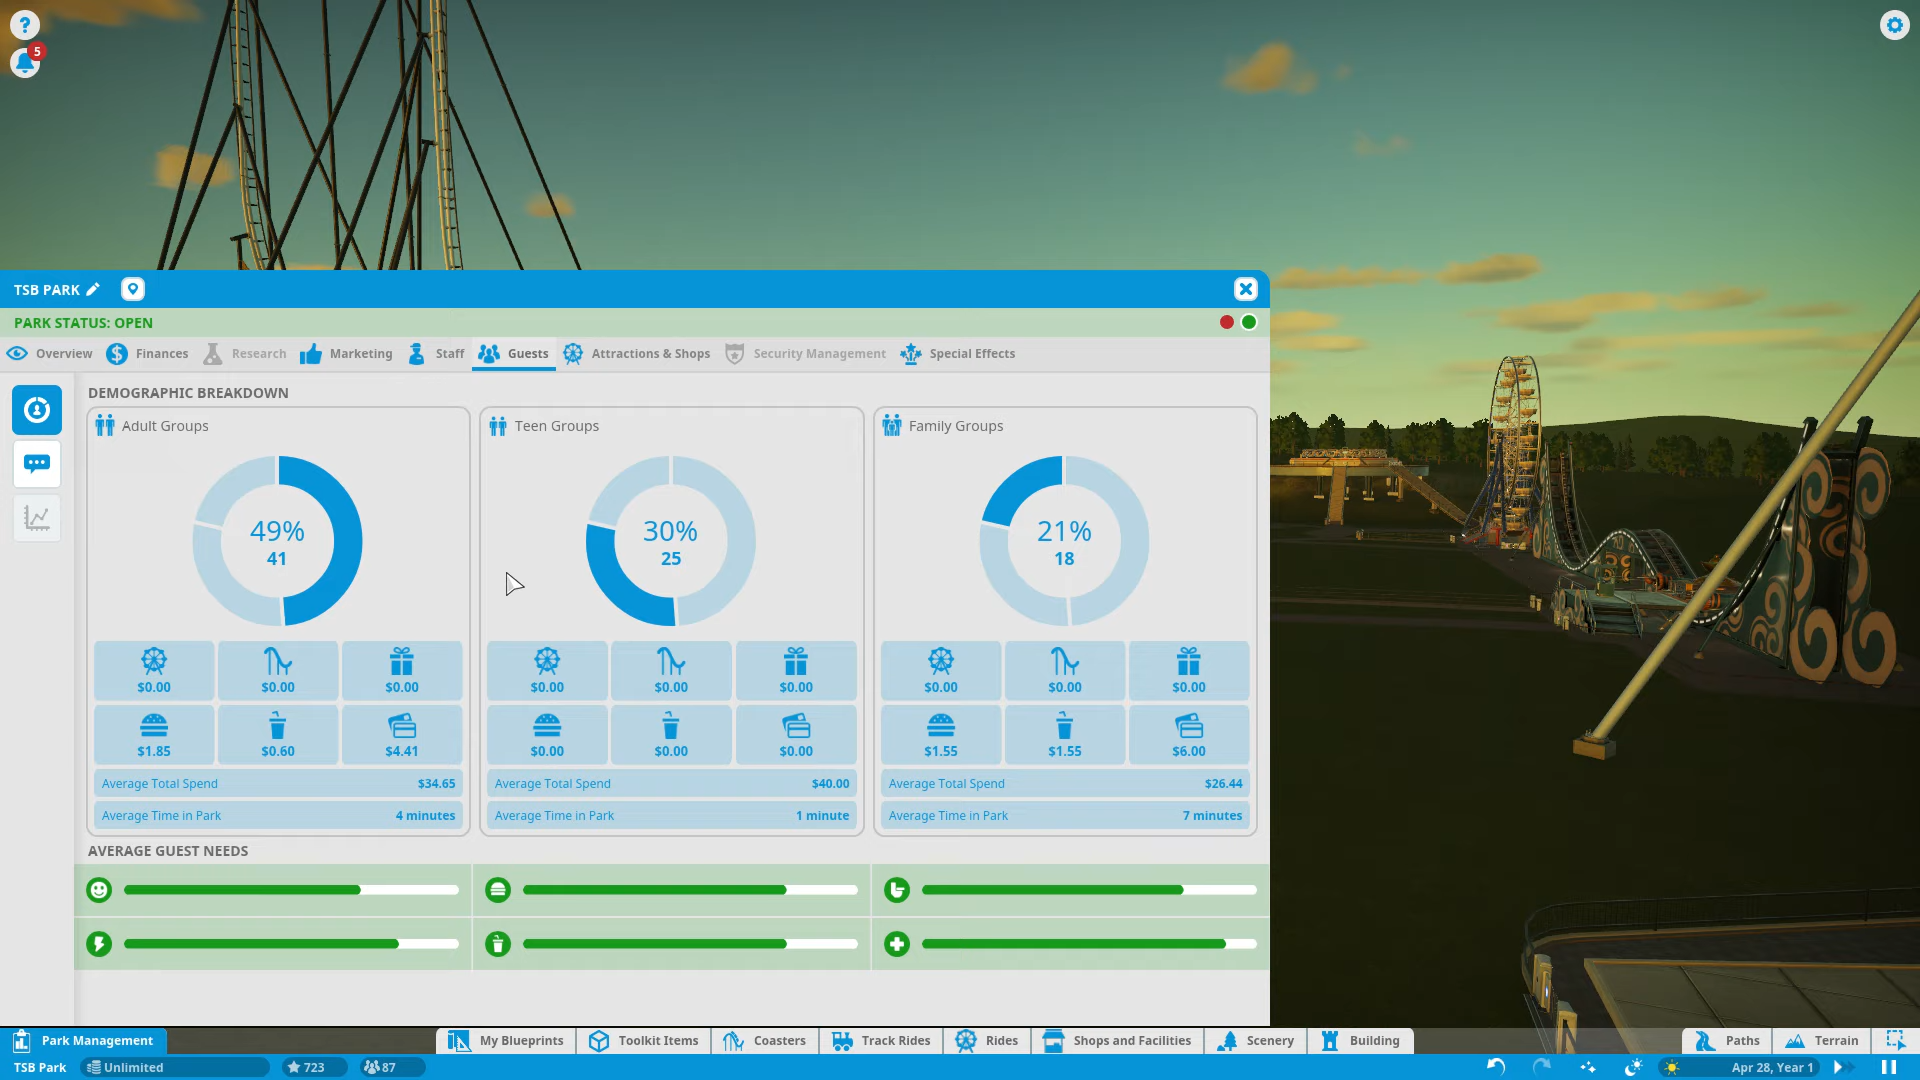 ?
5
TSB PARK
PARK STATUS: OPEN
Overview Finances Research Marketing Staff Guests Attractions & Shops Security Management Special Effects
DEMOGRAPHIC BREAKDOWN
Adult Groups
49%
41
$0.00 $0.00 $0.00
$1.85 $0.60 $4.41
Average Total Spend $34.65
Average Time in Park 4 minutes
Teen Groups
30%
25
$0.00 $0.00 $0.00
$0.00 $0.00 $0.00
Average Total Spend $40.00
Average Time in Park 1 minute
Family Groups
21%
18
$0.00 $0.00 $0.00
$1.55 $1.55 $6.00
Average Total Spend $26.44
Average Time in Park 7 minutes
AVERAGE GUEST NEEDS
Park Management My Blueprints Toolkit Items Coasters Track Rides Rides Shops and Facilities Scenery Building Paths Terrain
TSB Park Unlimited 723 87 Apr 28, Year 1